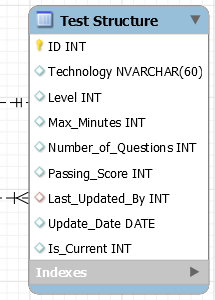 Test Structure
ID INT
Technology NVARCHAR(60)
Level INT
Max_Minutes INT
Number_of_Questions INT
Passing_Score INT
Last_Updated_By INT
Update_Date DATE
Is_Current INT
Indexes